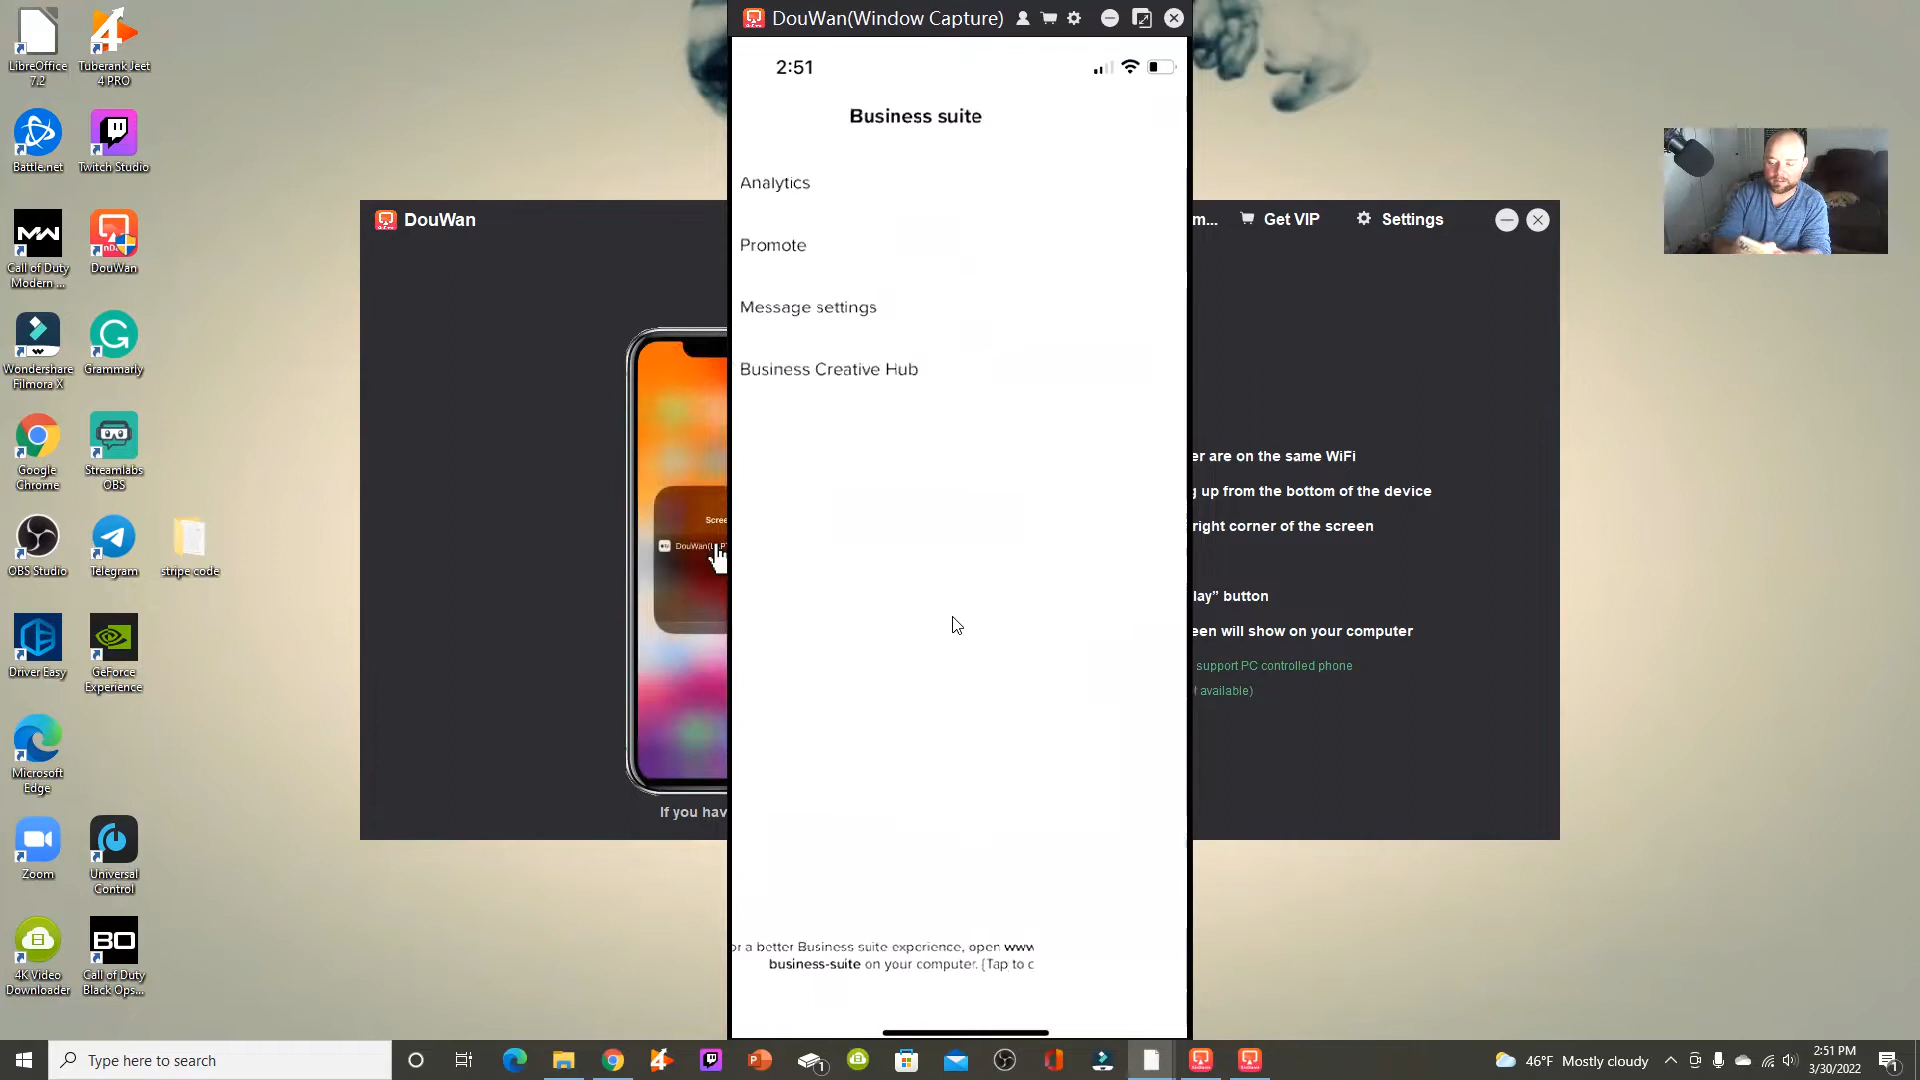 LibreOffice
7.2
TuberankJeet
4 PRO
Battle.net
Twitch Studio
MW
Call of Duty
Modern ...
DouWan
Wondershare
Filmora X
Grammarly
Google
Chrome
Streamlabs
OBS
OBS Studio
Telegram
stripe code
Driver Easy
GeForce
Experience
Microsoft
Edge
Zoom
Universal
Control
4K Video
Downloader
BO
Call of Duty
Black Ops...
DouWan
If you hav
DouWan(Window Capture)
2:51
Business suite
Analytics
Promote
Message settings
Business Creative Hub
or a better Business suite experience, open www
business-suite on your computer. [Tap to c
m...
Get VIP
Settings
er are on the same WiFi
g up from the bottom of the device
right corner of the screen
lay" button
een will show on your computer
support PC controlled phone
t available)
Type here to search
1
46°F Mostly cloudy
2:51 PM
3/30/2022
1